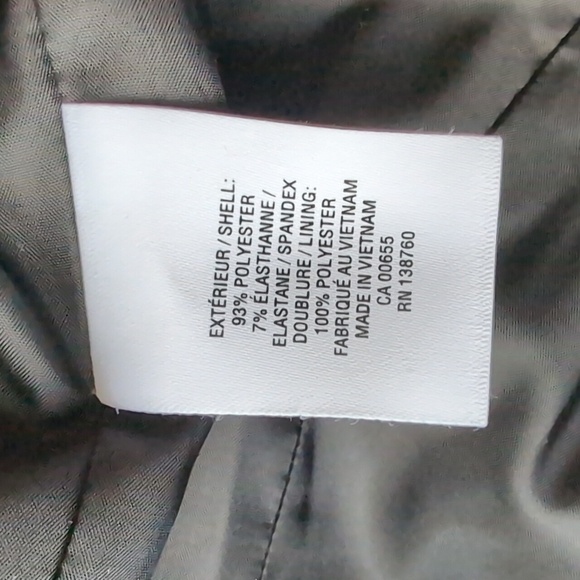 EXTÉRIEUR / SHELL:
93% POLYESTER
7% ÉLASTHANNE /
ELASTANE / SPANDEX
DOUBLURE / LINING:
100% POLYESTER
FABRIQUÉ AU VIETNAM
MADE IN VIETNAM
CA 00655
RN 138760